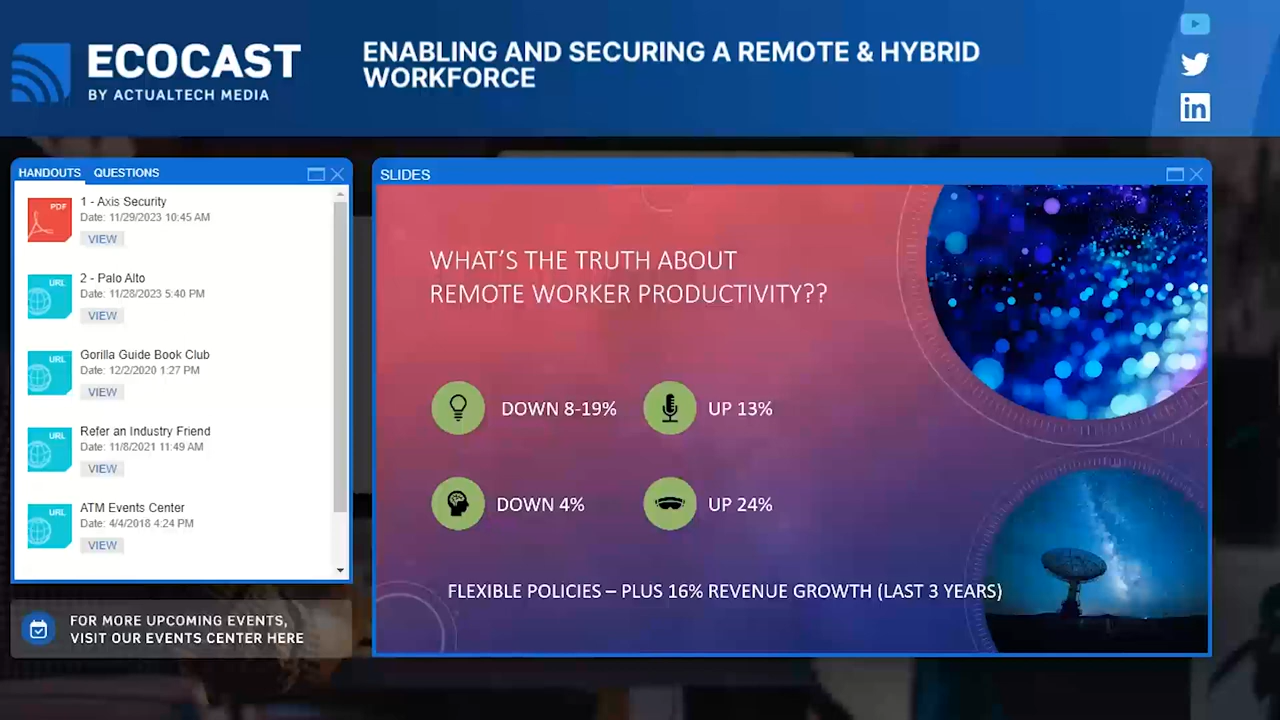 ECOCAST
BY ACTUALTECH MEDIA
ENABLING AND SECURING A REMOTE & HYBRID
WORKFORCE
in
HANDOUTS QUESTIONS
PDF
1 - Axis Security
Date: 11/29/2023 10:45 AM
VIEW
URL
2 - Palo Alto
Date: 11/28/2023 5:40 PM
VIEW
URL
Gorilla Guide Book Club
Date: 12/2/2020 1:27 PM
VIEW
URL
Refer an Industry Friend
Date: 11/8/2021 11:49 AM
VIEW
URL
ATM Events Center
Date: 4/4/2018 4:24 PM
VIEW
FOR MORE UPCOMING EVENTS,
VISIT OUR EVENTS CENTER HERE
SLIDES
WHAT'S THE TRUTH ABOUT
REMOTE WORKER PRODUCTIVITY??
DOWN 8-19% UP 13%
DOWN 4% UP 24%
FLEXIBLE POLICIES – PLUS 16% REVENUE GROWTH (LAST 3 YEARS)